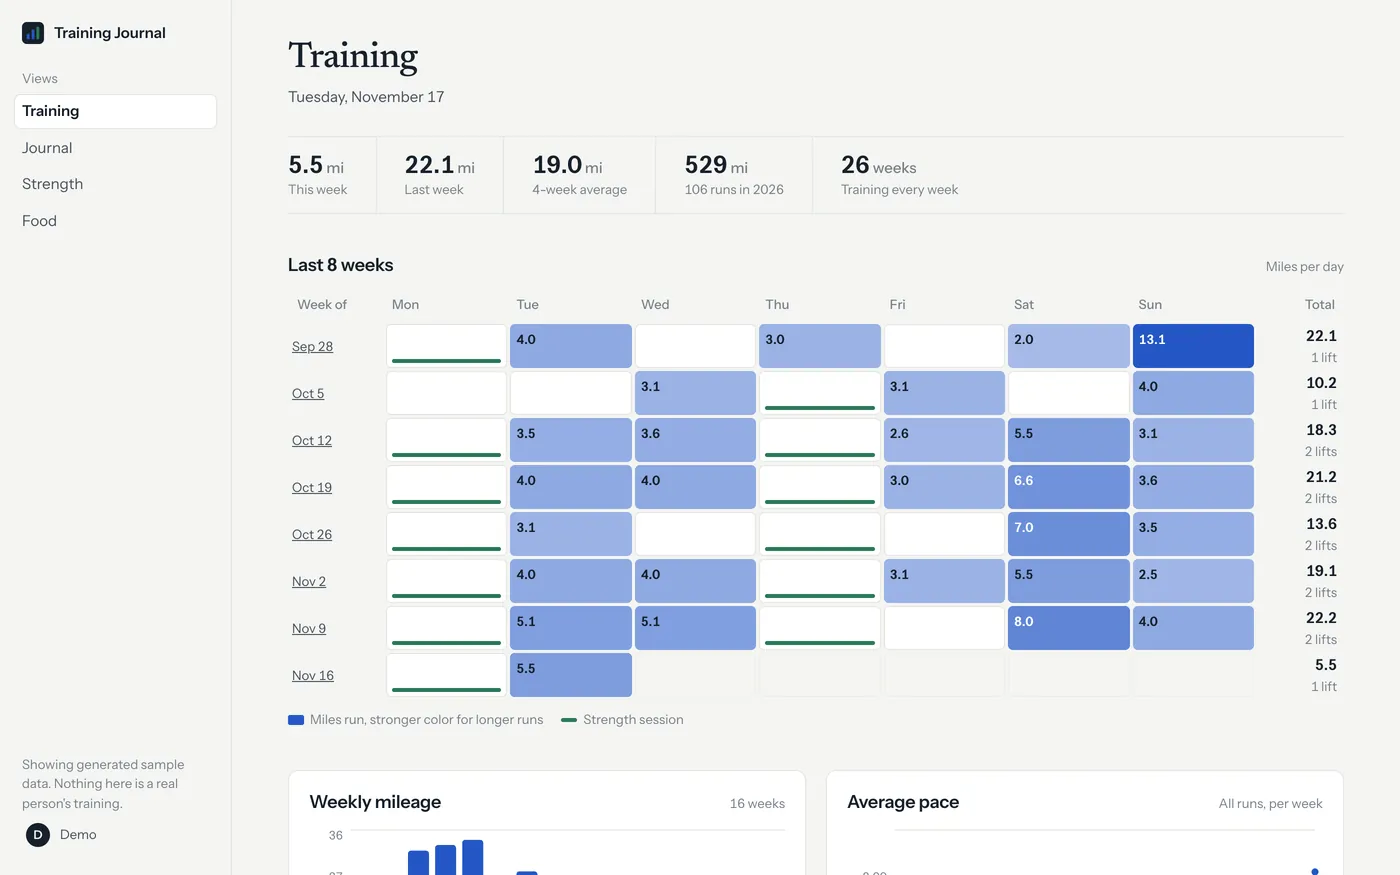 Training Journal
Views
Training
Journal
Strength
Food
Showing generated sample
data. Nothing here is a real
person's training.
D Demo
Training
Tuesday, November 17
5.5 mi
This week
22.1 mi
Last week
19.0 mi
4-week average
529 mi
106 runs in 2026
26 weeks
Training every week
Last 8 weeks
Miles per day
Week of Mon Tue Wed Thu Fri Sat Sun Total
Sep 28 4.0 3.0 2.0 13.1 22.1
1 lift
Oct 5 3.1 3.1 4.0 10.2
1 lift
Oct 12 3.5 3.6 2.6 5.5 3.1 18.3
2 lifts
Oct 19 4.0 4.0 3.0 6.6 3.6 21.2
2 lifts
Oct 26 3.1 7.0 3.5 13.6
2 lifts
Nov 2 4.0 4.0 3.1 5.5 2.5 19.1
2 lifts
Nov 9 5.1 5.1 8.0 4.0 22.2
2 lifts
Nov 16 5.5 5.5
1 lift
Miles run, stronger color for longer runs Strength session
Weekly mileage
16 weeks
36
Average pace
All runs, per week